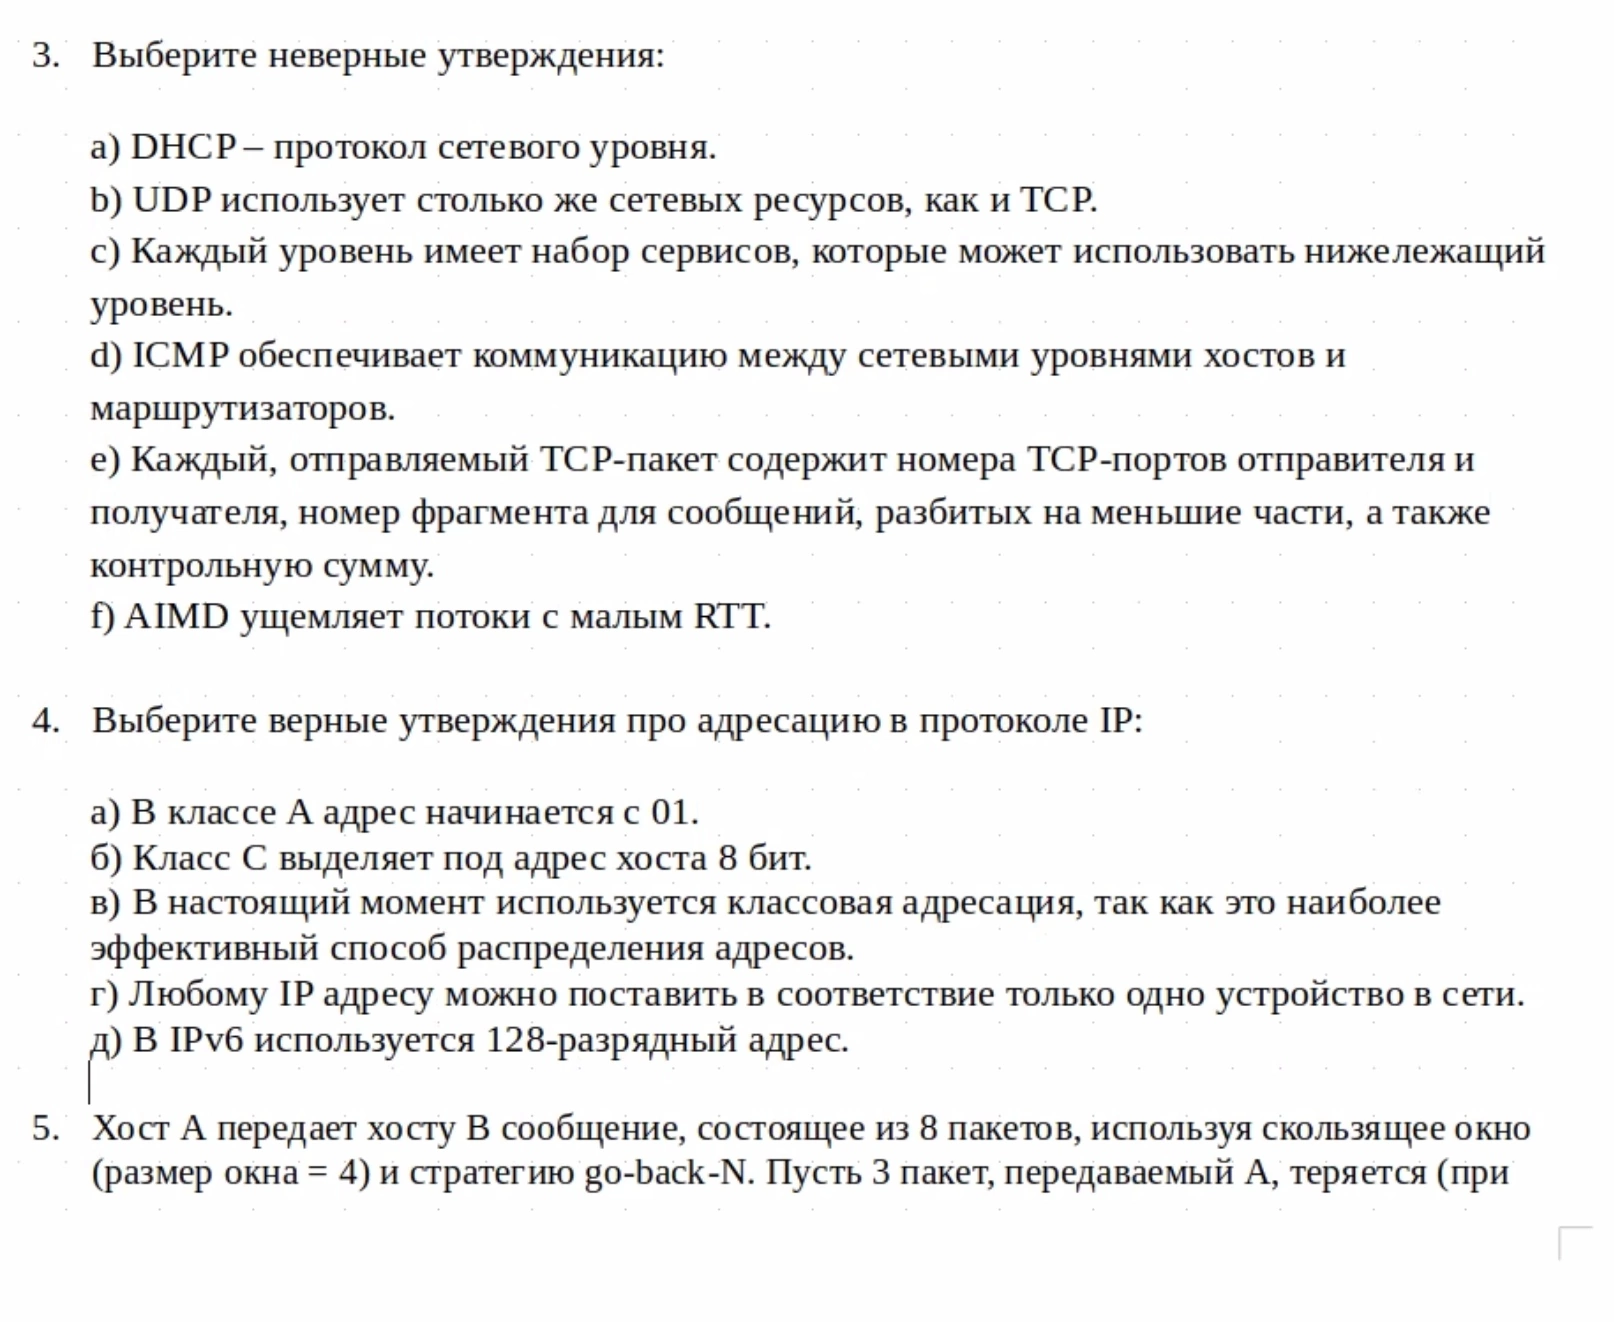 3. Выберите неверные утверждения:
a) DHCP – протокол сетевого уровня.
b) UDP использует столько же сетевых ресурсов, как и TCP.
c) Каждый уровень имеет набор сервисов, которые может использовать нижележащий
уровень.
d) ICMP обеспечивает коммуникацию между сетевыми уровнями хостов и
маршрутизаторов.
e) Каждый, отправляемый TCP-пакет содержит номера TCP-портов отправителя и
получателя, номер фрагмента для сообщений, разбитых на меньшие части, а также
контрольную сумму.
f) AIMD ущемляет потоки с малым RTT.
4. Выберите верные утверждения про адресацию в протоколе IP:
а) В классе А адрес начинается с 01.
б) Класс С выделяет под адрес хоста 8 бит.
в) В настоящий момент используется классовая адресация, так как это наиболее
эффективный способ распределения адресов.
г) Любому IP адресу можно поставить в соответствие только одно устройство в сети.
д) В IPv6 используется 128-разрядный адрес.
5. Хост А передает хосту В сообщение, состоящее из 8 пакетов, используя скользящее окно
(размер окна = 4) и стратегию go-back-N. Пусть 3 пакет, передаваемый А, теряется (при